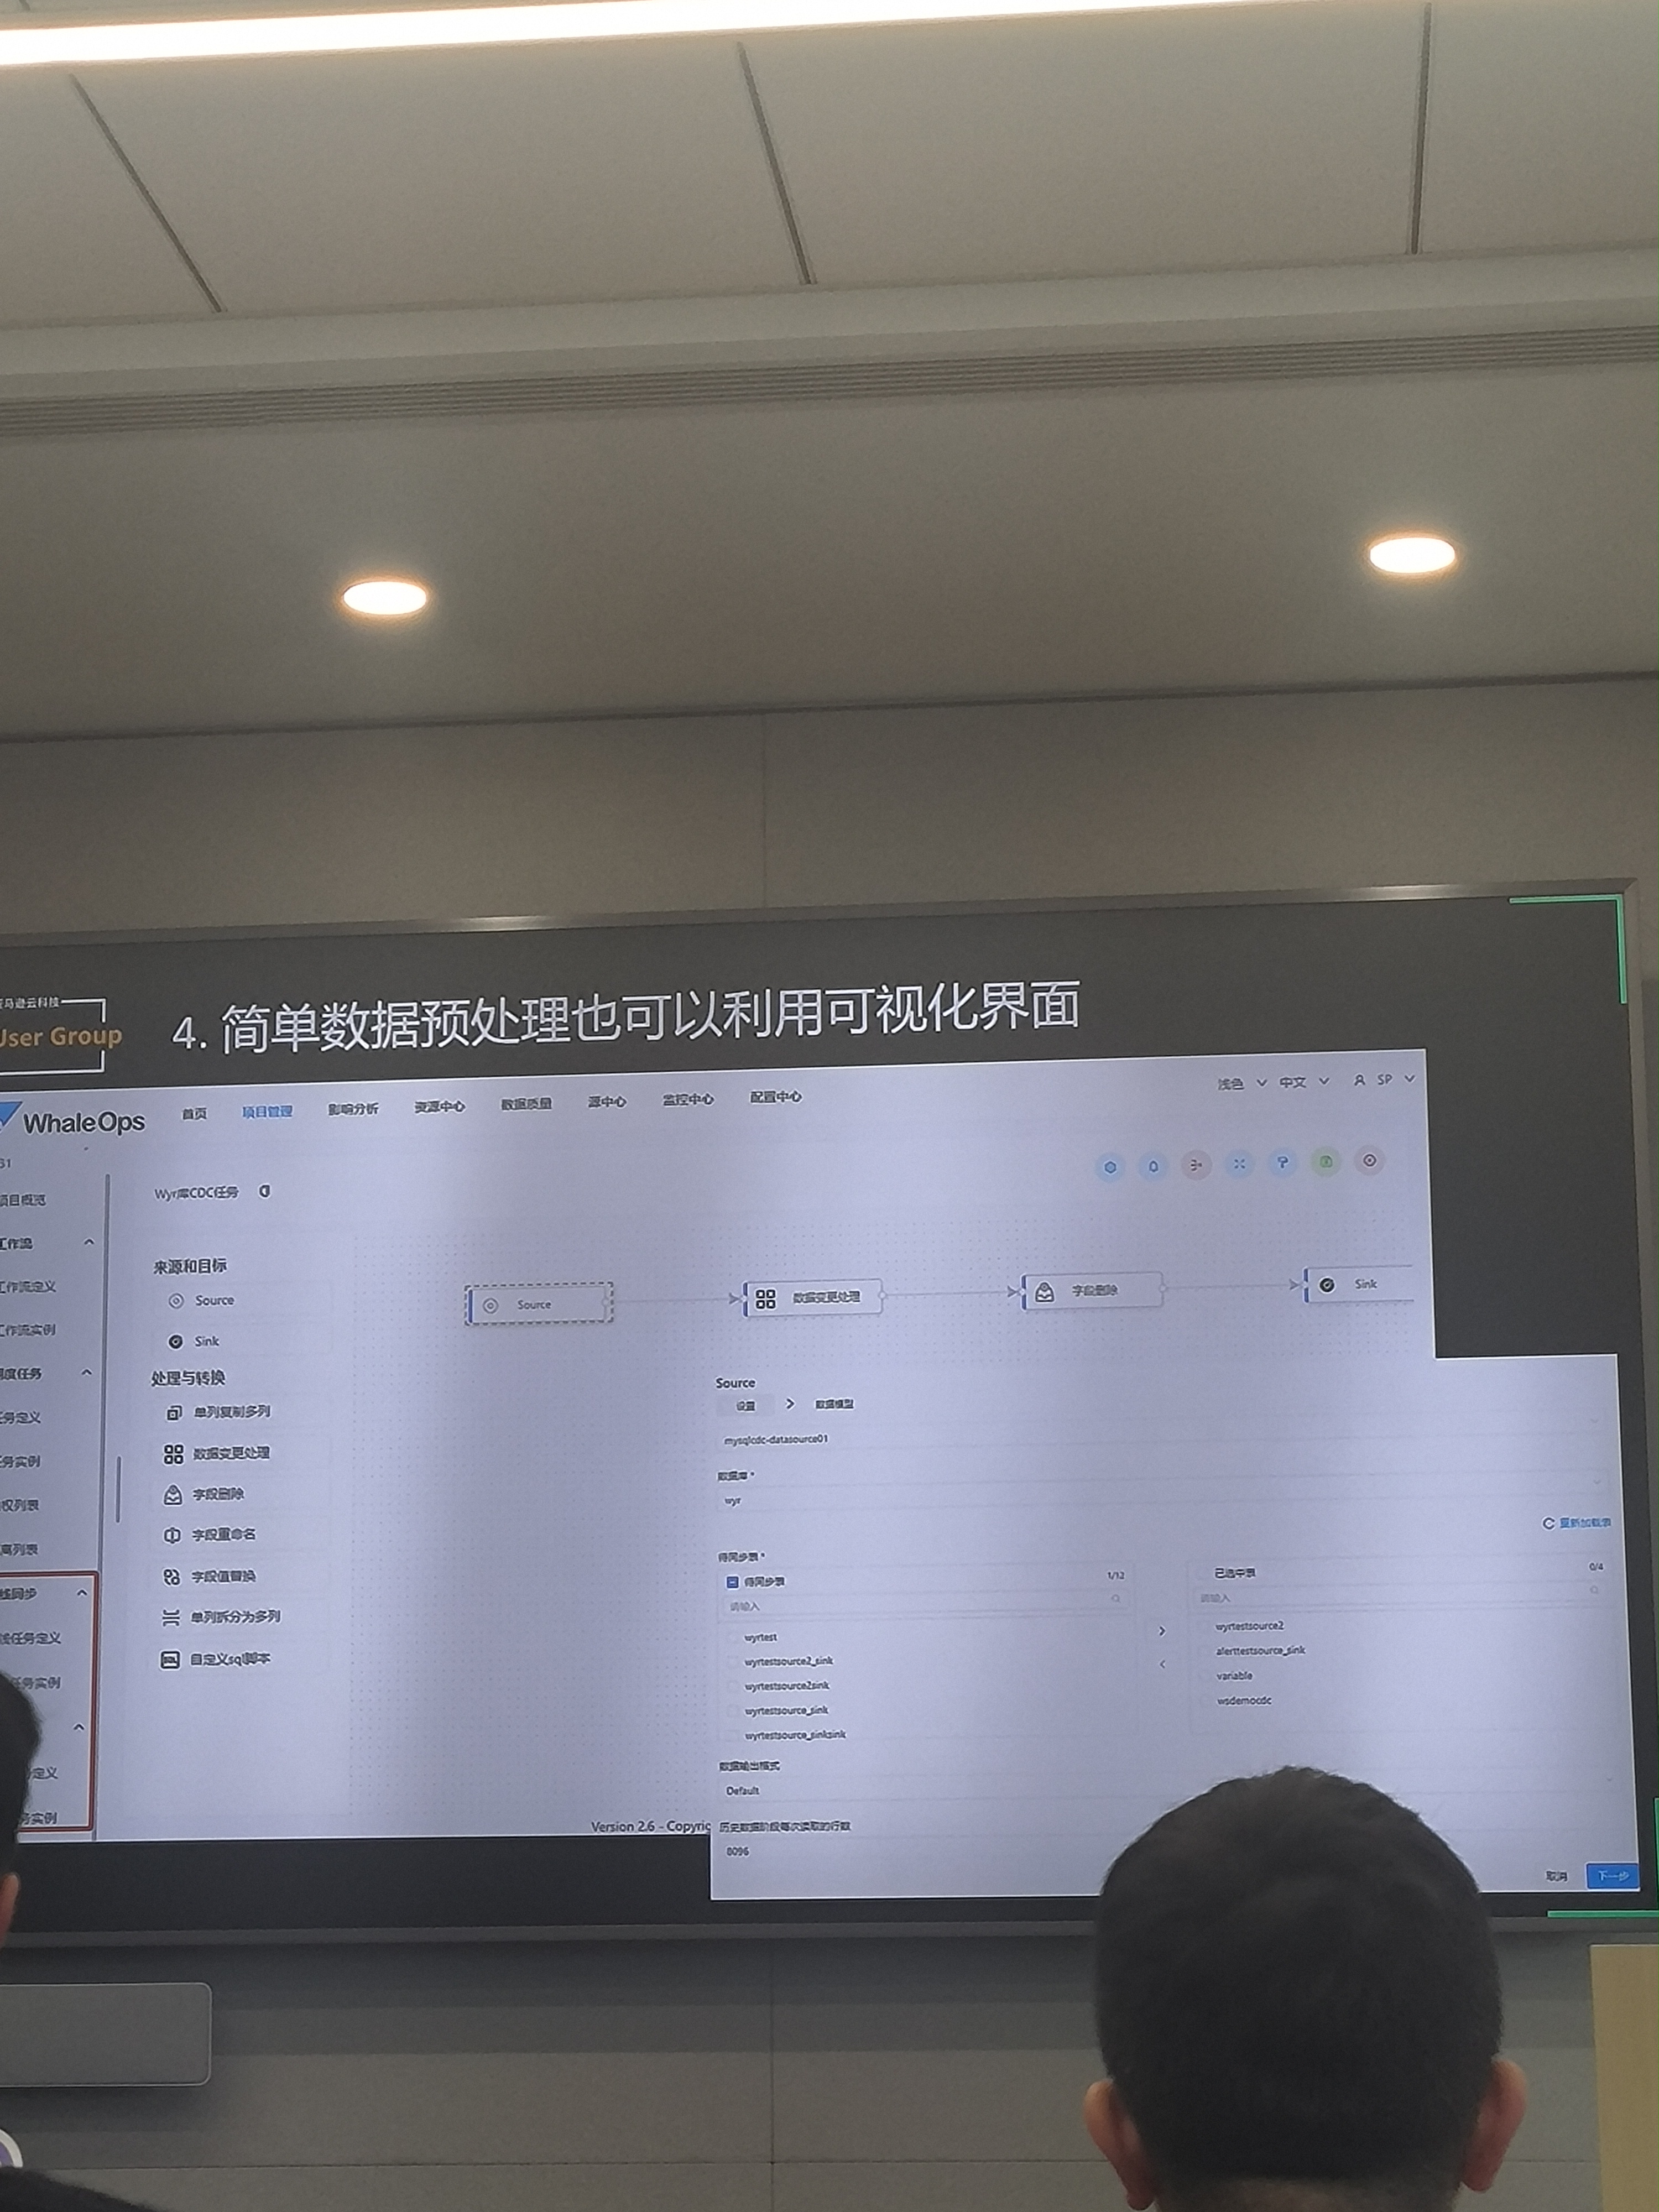 马逊云科技
User Group
4. 简单数据预处理也可以利用可视化界面
WhaleOps
首页 项目管理 影响分析 资源中心 数据质量 源中心 监控中心 配置中心
浅色 中文 SP
项目概览
工作流
工作流定义
工作流实例
任务
务定义
务实例
权列表
离列表
线同步
线任务定义
任务实例
定义
务实例
Wyr库CDC任务
来源和目标
Source
Sink
处理与转换
单列复制多列
数据变更处理
字段删除
字段重命名
字段值替换
单列拆分为多列
自定义sql脚本
Source 数据变更处理 字段删除 Sink
Source
设置 > 数据模型
mysqlcdc-datasource01
数据库 *
wyr
重新加载表
待同步表 *
待同步表 1/12
请输入
wyrtest
wyrtestsource2_sink
wyrtestsource2sink
wyrtestsource_sink
wyrtestsource_sinksink
已选中表 0/4
请输入
wyrtestsource2
alerttestsource_sink
variable
wsdemocdc
数据输出格式
Default
历史数据阶段每次读取的行数
8096
Version 2.6 - Copyric
取消 下一步